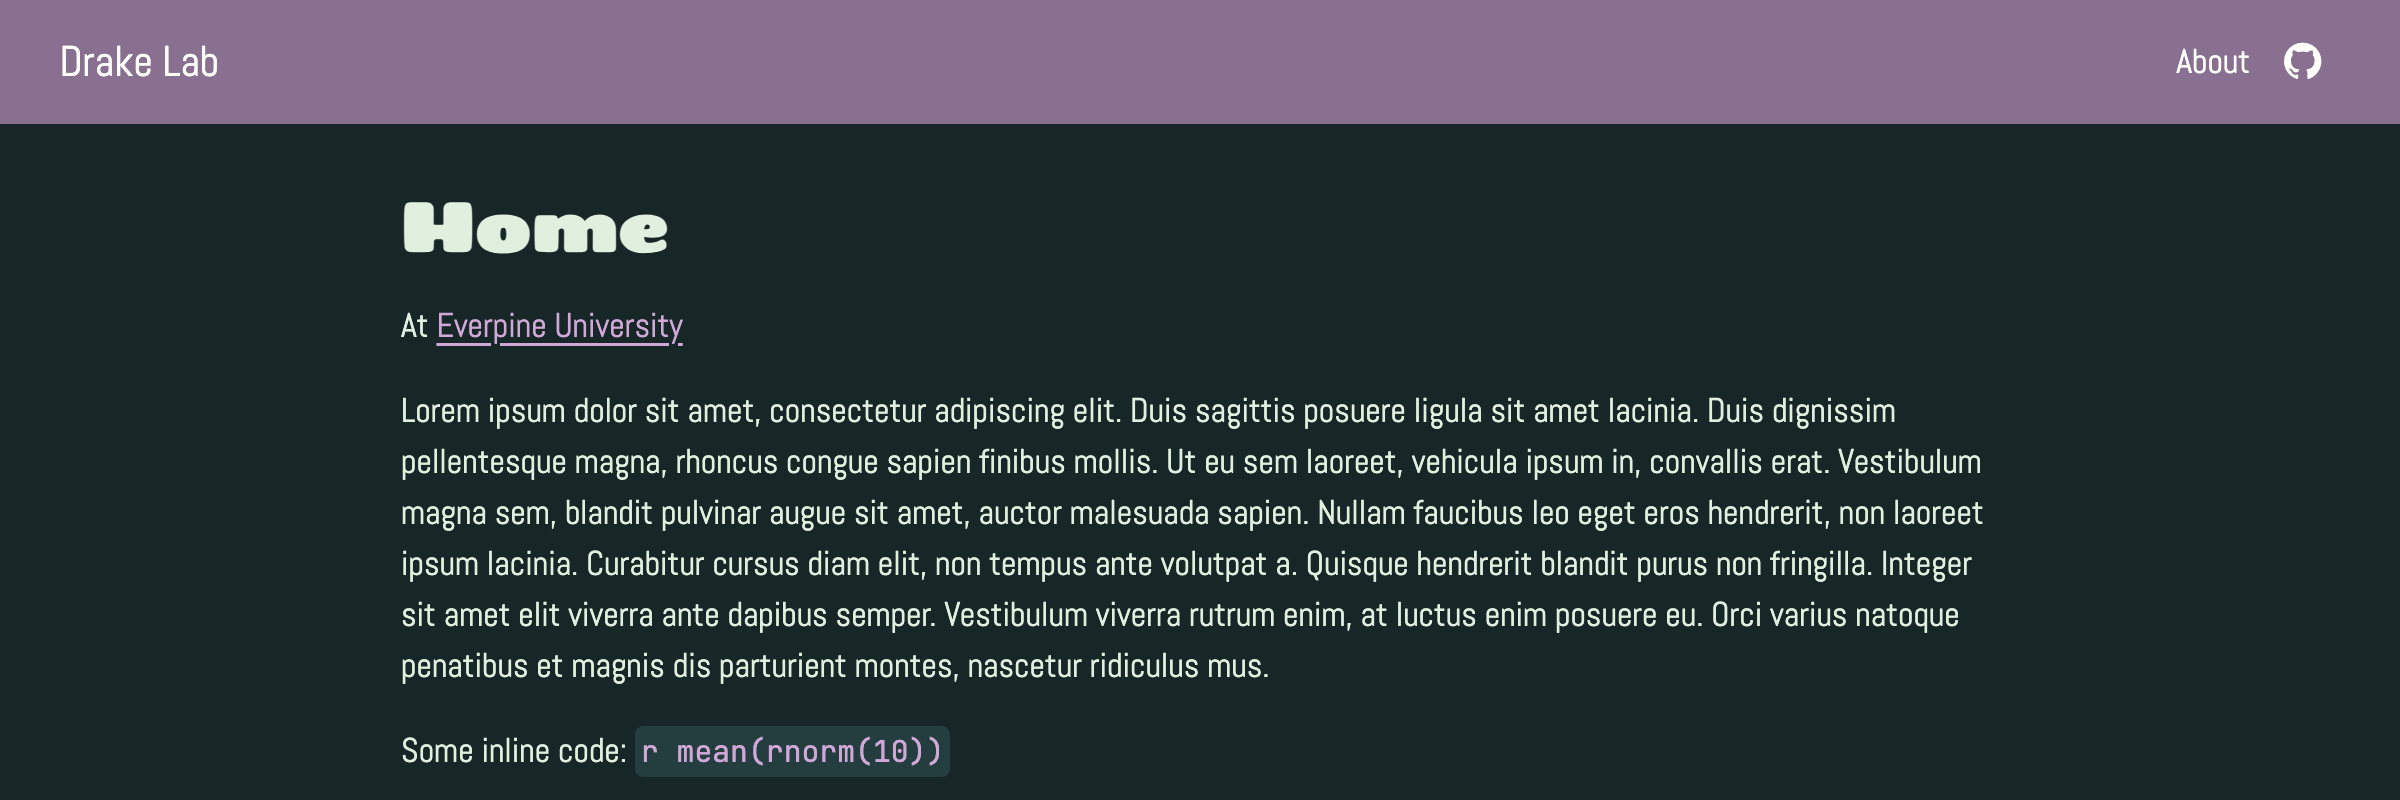 Drake Lab
About
Home
At Everpine University
Lorem ipsum dolor sit amet, consectetur adipiscing elit. Duis sagittis posuere ligula sit amet lacinia. Duis dignissim
pellentesque magna, rhoncus congue sapien finibus mollis. Ut eu sem laoreet, vehicula ipsum in, convallis erat. Vestibulum
magna sem, blandit pulvinar augue sit amet, auctor malesuada sapien. Nullam faucibus leo eget eros hendrerit, non laoreet
ipsum lacinia. Curabitur cursus diam elit, non tempus ante volutpat a. Quisque hendrerit blandit purus non fringilla. Integer
sit amet elit viverra ante dapibus semper. Vestibulum viverra rutrum enim, at luctus enim posuere eu. Orci varius natoque
penatibus et magnis dis parturient montes, nascetur ridiculus mus.
Some inline code: r mean(rnorm(10))